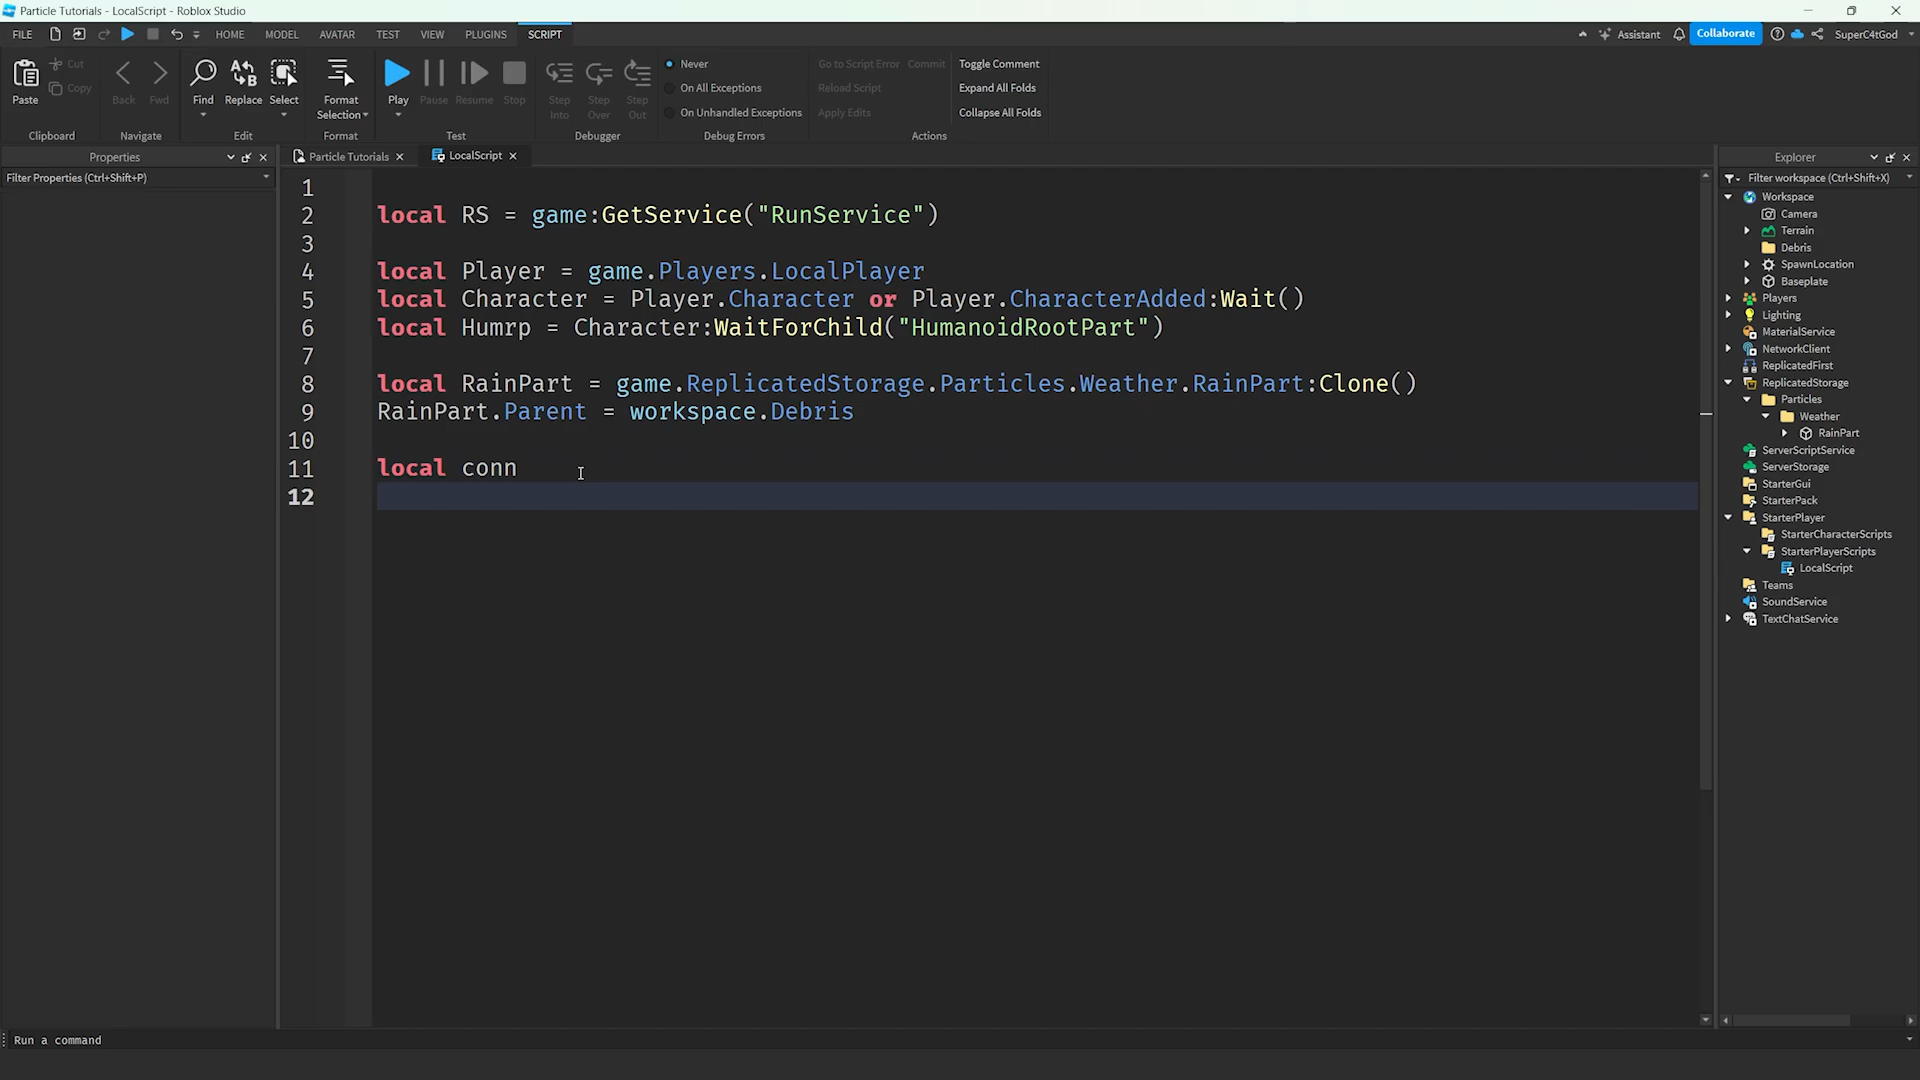 Particle Tutorials - LocalScript - Roblox Studio
FILE HOME MODEL AVATAR TEST VIEW PLUGINS SCRIPT Assistant Collaborate SuperC4tGod
Paste Cut Copy Back Fwd Find Replace Select Format Selection Play Pause Resume Stop Step Into Step Over Step Out
Never
On All Exceptions
On Unhandled Exceptions
Go to Script Error Commit
Reload Script
Apply Edits
Toggle Comment
Expand All Folds
Collapse All Folds
Clipboard Navigate Edit Format Test Debugger Debug Errors Actions
Properties
Filter Properties (Ctrl+Shift+P)
Particle Tutorials LocalScript
1
2 local RS = game:GetService("RunService")
3
4 local Player = game.Players.LocalPlayer
5 local Character = Player.Character or Player.CharacterAdded:Wait()
6 local Humrp = Character:WaitForChild("HumanoidRootPart")
7
8 local RainPart = game.ReplicatedStorage.Particles.Weather.RainPart:Clone()
9 RainPart.Parent = workspace.Debris
10
11 local conn
12
Explorer
Filter workspace (Ctrl+Shift+X)
Workspace
Camera
Terrain
Debris
SpawnLocation
Baseplate
Players
Lighting
MaterialService
NetworkClient
ReplicatedFirst
ReplicatedStorage
Particles
Weather
RainPart
ServerScriptService
ServerStorage
StarterGui
StarterPack
StarterPlayer
StarterCharacterScripts
StarterPlayerScripts
LocalScript
Teams
SoundService
TextChatService
Run a command